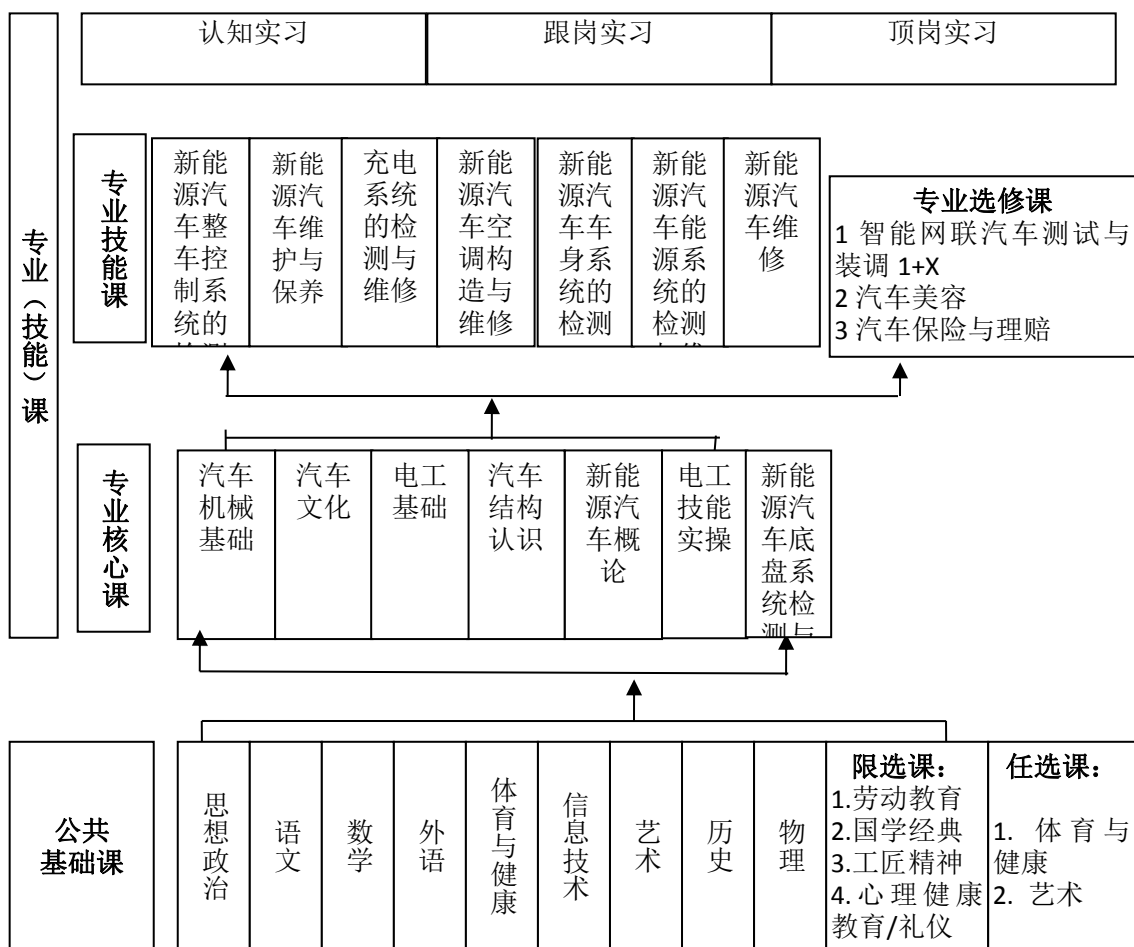 认知实习
跟岗实习
顶岗实习
专业（技能）课
专业技能课
新能
源汽
车整
车控
制系
统的
新能
源汽
车维
护与
保养
充电
系统
的检
测与
维修
新能
源汽
车空
调构
造与
维修
新能
源汽
车车
身系
统的
检测
新能
源汽
车能
源系
统的
检测
新能
源汽
车维
修
专业选修课
1 智能网联汽车测试与
装调 1+X
2 汽车美容
3 汽车保险与理赔
专业核心课
汽车
机械
基础
汽车
文化
电工
基础
汽车
结构
认识
新能
源汽
车概
论
电工
技能
实操
新能
源汽
车底
盘系
统检
测与
公共
基础课
思想政治
语文
数学
外语
体育与健康
信息技术
艺术
历史
物理
限选课：
1.劳动教育
2.国学经典
3.工匠精神
4.心理健康
教育/礼仪
任选课：
1. 体育与
健康
2. 艺术